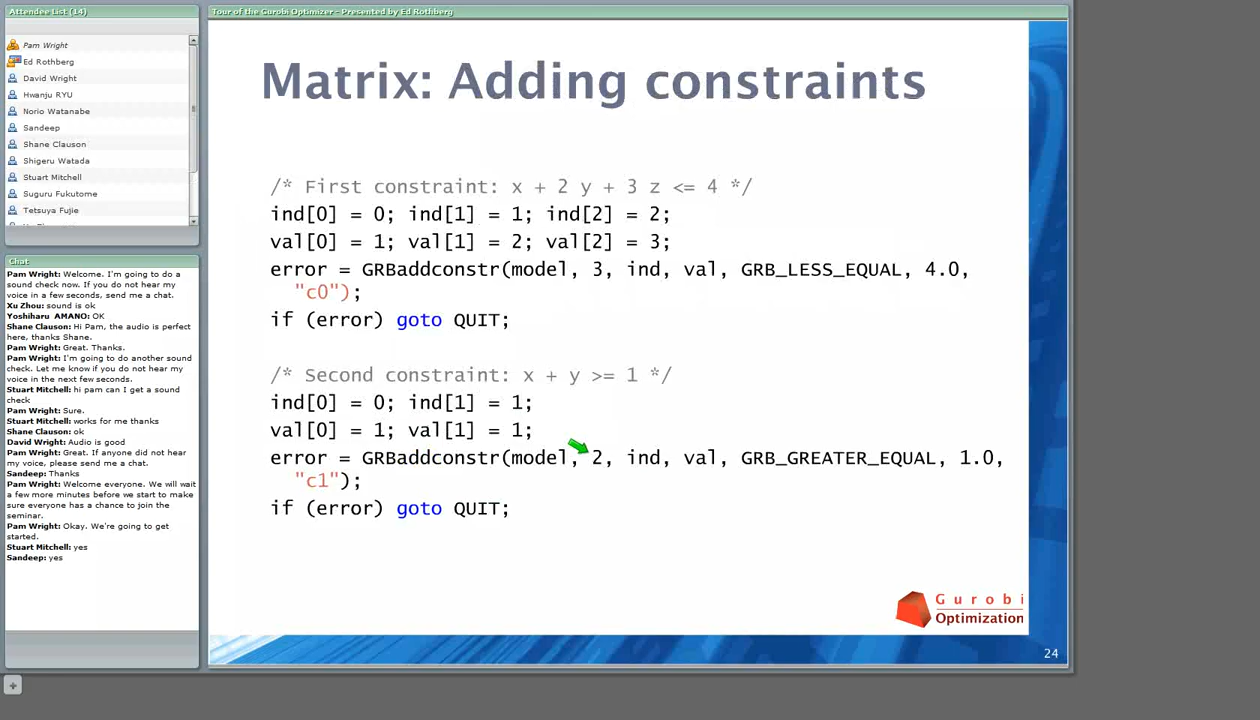 Attendee List (14)
Pam Wright
Ed Rothberg
David Wright
Hwanju RYU
Norio Watanabe
Sandeep
Shane Clauson
Shigeru Watada
Stuart Mitchell
Suguru Fukutome
Tetsuya Fujie
Chat
Pam Wright: Welcome. I'm going to do a
sound check now. If you do not hear my
voice in a few seconds, send me a chat.
Xu Zhou: sound is ok
Yoshiharu AMANO: OK
Shane Clauson: Hi Pam, the audio is perfect
here, thanks Shane.
Pam Wright: Great. Thanks.
Pam Wright: I'm going to do another sound
check. Let me know if you do not hear my
voice in the next few seconds.
Stuart Mitchell: hi pam can I get a sound
check
Pam Wright: Sure.
Stuart Mitchell: works for me thanks
Shane Clauson: ok
David Wright: Audio is good
Pam Wright: Great. If anyone did not hear
my voice, please send me a chat.
Sandeep: Thanks
Pam Wright: Welcome everyone. We will wait
a few more minutes before we start to make
sure everyone has a chance to join the
seminar.
Pam Wright: Okay. We're going to get
started.
Stuart Mitchell: yes
Sandeep: yes
Tour of the Gurobi Optimizer - Presented by Ed Rothberg
Matrix: Adding constraints
/* First constraint: x + 2 y + 3 z <= 4 */
ind[0] = 0; ind[1] = 1; ind[2] = 2;
val[0] = 1; val[1] = 2; val[2] = 3;
error = GRBaddconstr(model, 3, ind, val, GRB_LESS_EQUAL, 4.0,
"c0");
if (error) goto QUIT;
/* Second constraint: x + y >= 1 */
ind[0] = 0; ind[1] = 1;
val[0] = 1; val[1] = 1;
error = GRBaddconstr(model, 2, ind, val, GRB_GREATER_EQUAL, 1.0,
"c1");
if (error) goto QUIT;
Gurobi
Optimization
24